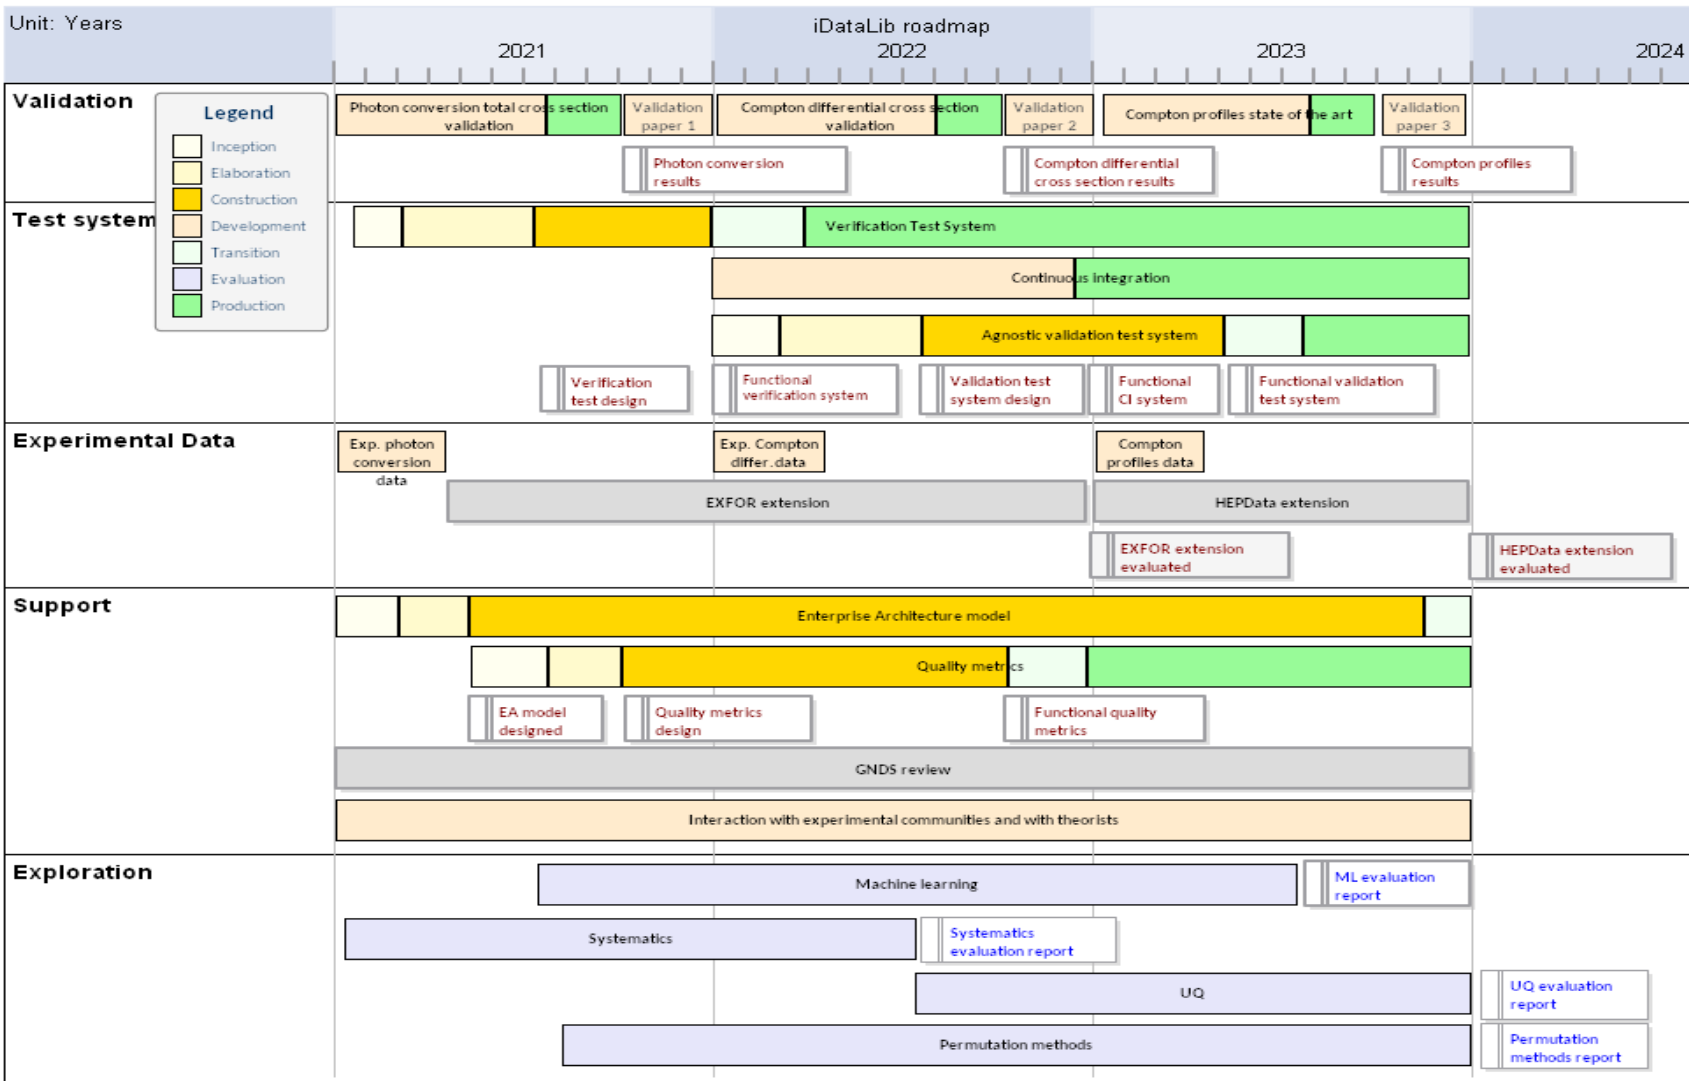 Unit: Years
iDataLib roadmap
2021
2022
2023
2024
Validation
Photon conversion total cross section
validation
Validation
paper 1
Compton differential cross section
validation
Validation
paper 2
Compton profiles state of the art
Validation
paper 3
Legend
Inception
Elaboration
Construction
Development
Transition
Evaluation
Production
Photon conversion
results
Compton differential
cross section results
Compton profiles
results
Test system
Verification Test System
Continuous integration
Agnostic validation test system
Verification
test design
Functional
verification system
Validation test
system design
Functional
CI system
Functional validation
test system
Experimental Data
Exp. photon
conversion
data
Exp. Compton
differ.data
Compton
profiles data
EXFOR extension
HEPData extension
EXFOR extension
evaluated
HEPData extension
evaluated
Support
Enterprise Architecture model
Quality metrics
EA model
designed
Quality metrics
design
Functional quality
metrics
GNDS review
Interaction with experimental communities and with theorists
Exploration
Machine learning
ML evaluation
report
Systematics
Systematics
evaluation report
UQ
UQ evaluation
report
Permutation methods
Permutation
methods report